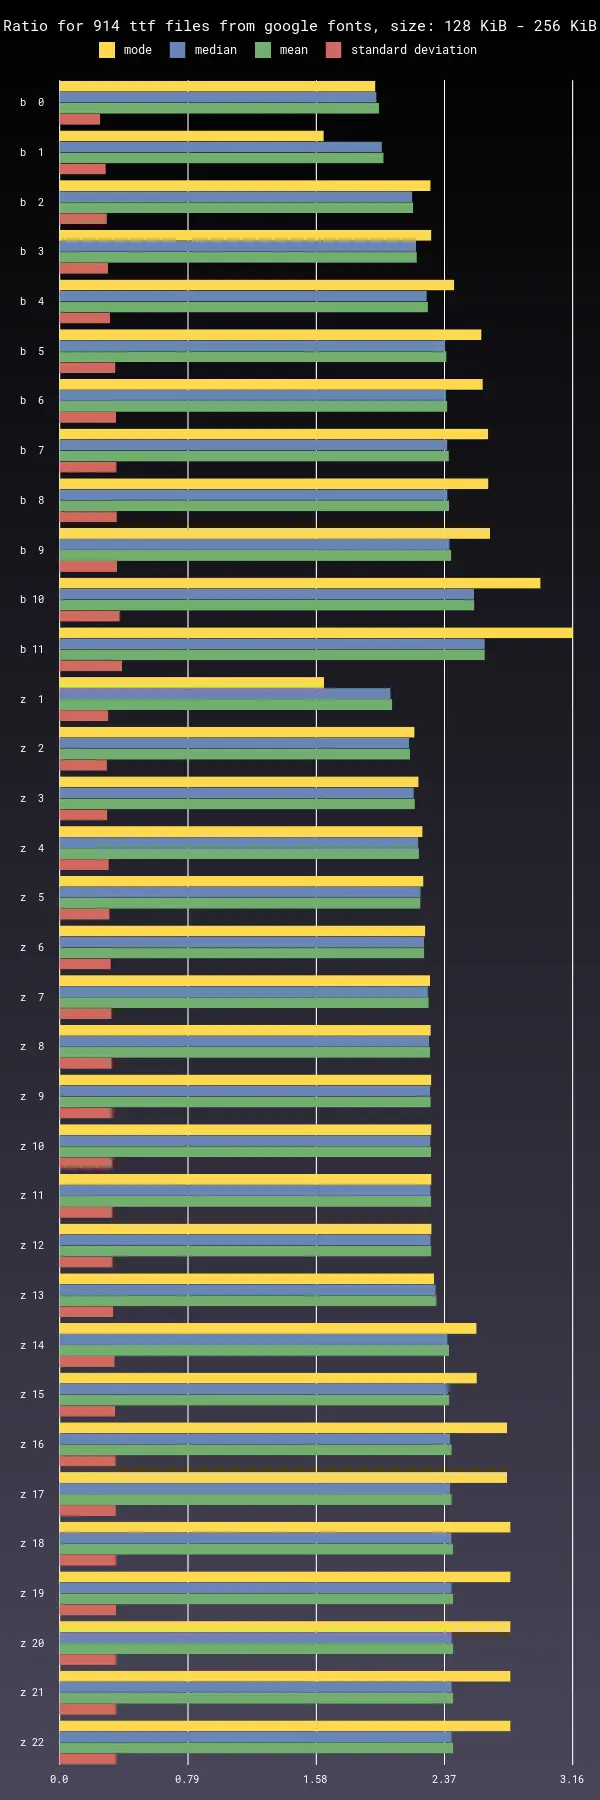 Ratio for 914 ttf files from google fonts, size: 128 KiB - 256 KiB
mode median mean standard deviation
b 0
b 1
b 2
b 3
b 4
b 5
b 6
b 7
b 8
b 9
b 10
b 11
z 1
z 2
z 3
z 4
z 5
z 6
z 7
z 8
z 9
z 10
z 11
z 12
z 13
z 14
z 15
z 16
z 17
z 18
z 19
z 20
z 21
z 22
0.0 0.79 1.58 2.37 3.16